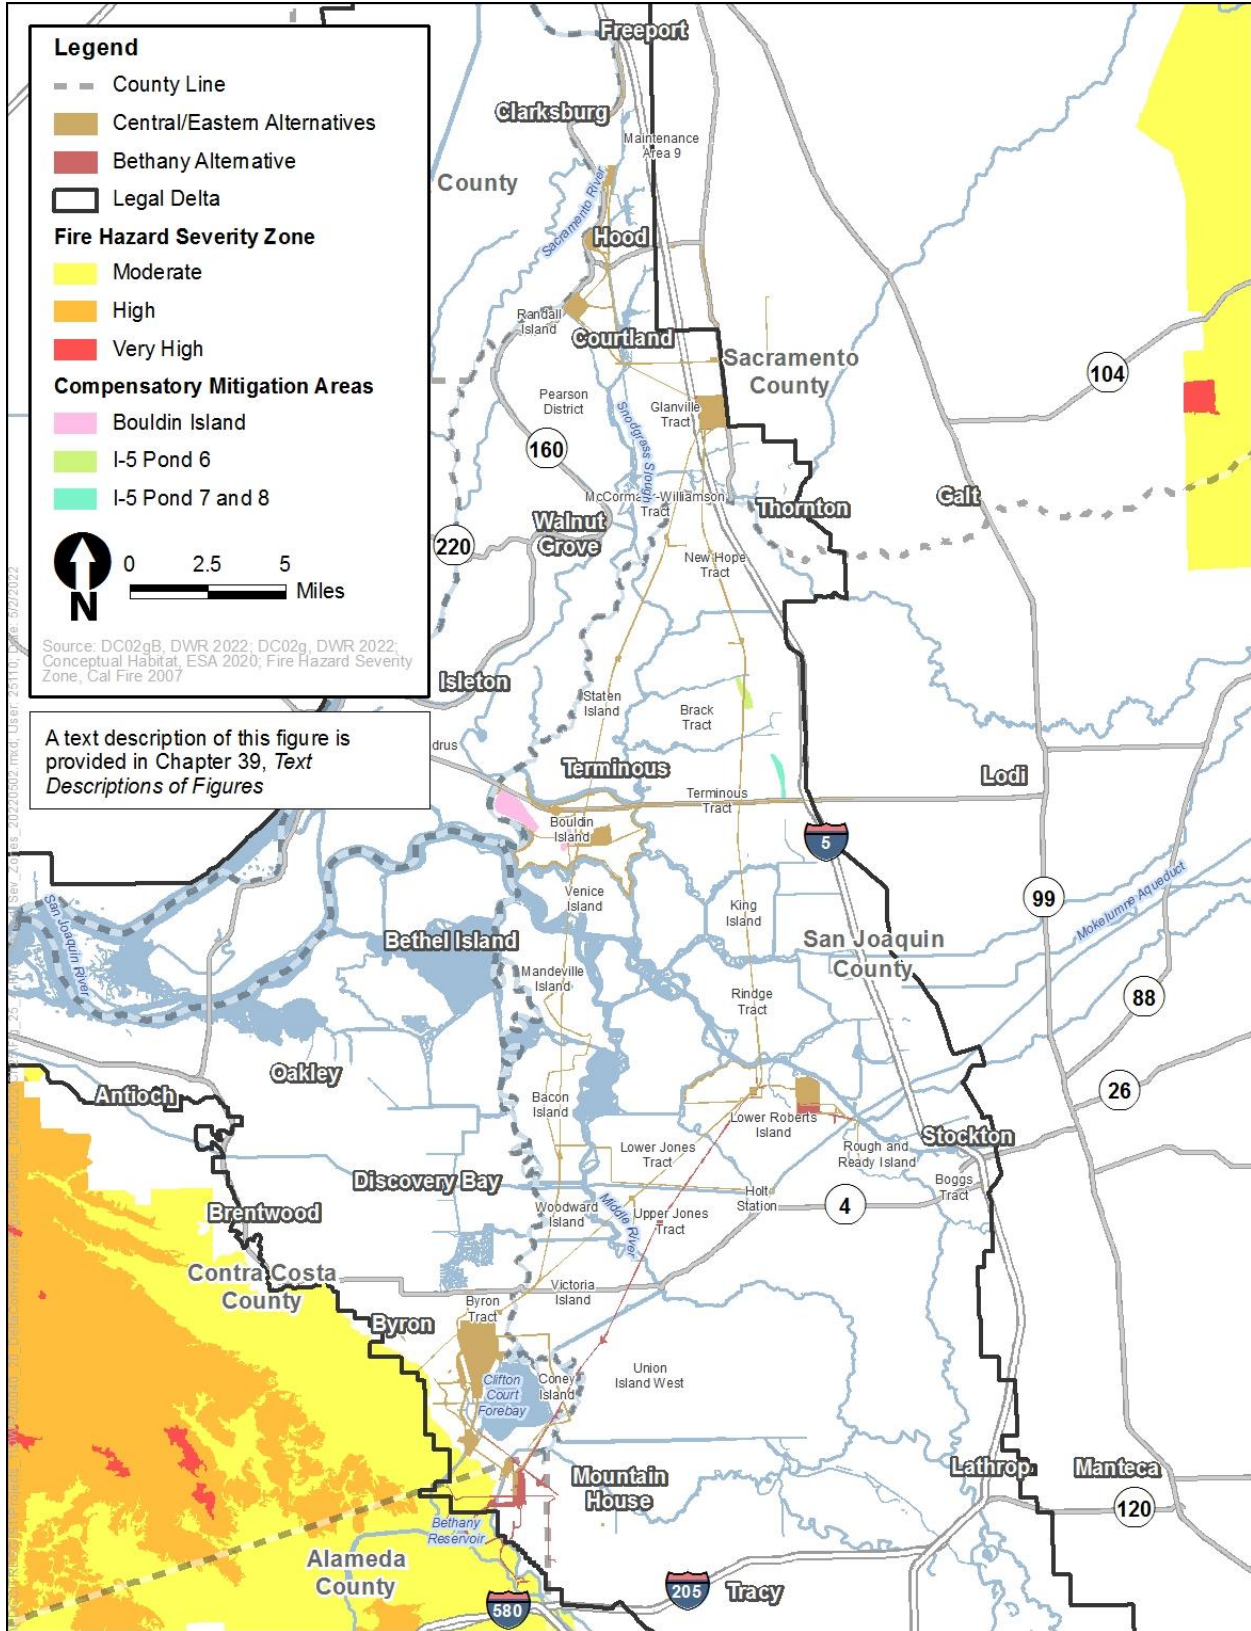 Legend
County Line
Central/Eastern Alternatives
Bethany Alternative
Legal Delta
Fire Hazard Severity Zone
Moderate
High
Very High
Compensatory Mitigation Areas
Bouldin Island
I-5 Pond 6
I-5 Pond 7 and 8
N
0 2.5 5
Miles
Source: DC02gB, DWR 2022; DC02g, DWR 2022;
Conceptual Habitat, ESA 2020; Fire Hazard Severity
Zone, Cal Fire 2007
A text description of this figure is
provided in Chapter 39, Text
Descriptions of Figures
Freeport
Clarksburg
Maintenance
Area 9
County
Sacramento River
Hood
Randall
Island
Courtland
Sacramento
County
104
Pearson
District
Glanville
Tract
Snodgrass Slough
160
Tract
Galt
Thornton
Walnut
Grove
220
New Hope
Tract
Isleton
Staten
Island
Brack
Tract
drus
Terminous
Terminous
Tract
Lodi
Bouldin
Island
5
Venice
Island
King
Island
99
Mokelumne Aqueduct
San Joaquin River
Bethel Island
San Joaquin
County
Mandeville
Island
Rindge
Tract
88
Oakley
Antioch
26
Bacon
Island
Lower Roberts
Island
Stockton
Lower Jones
Tract
Rough and
Ready Island
Discovery Bay
Boggs
Tract
Holt
Station
4
Brentwood
Woodward
Island
Middle River
Upper Jones
Tract
Contra Costa
County
Victoria
Island
Byron
Tract
Byron
Clifton
Court
Forebay
Coney
Island
Union
Island West
Mountain
House
Lathrop
Manteca
120
Bethany
Reservoir
Alameda
County
580
205
Tracy